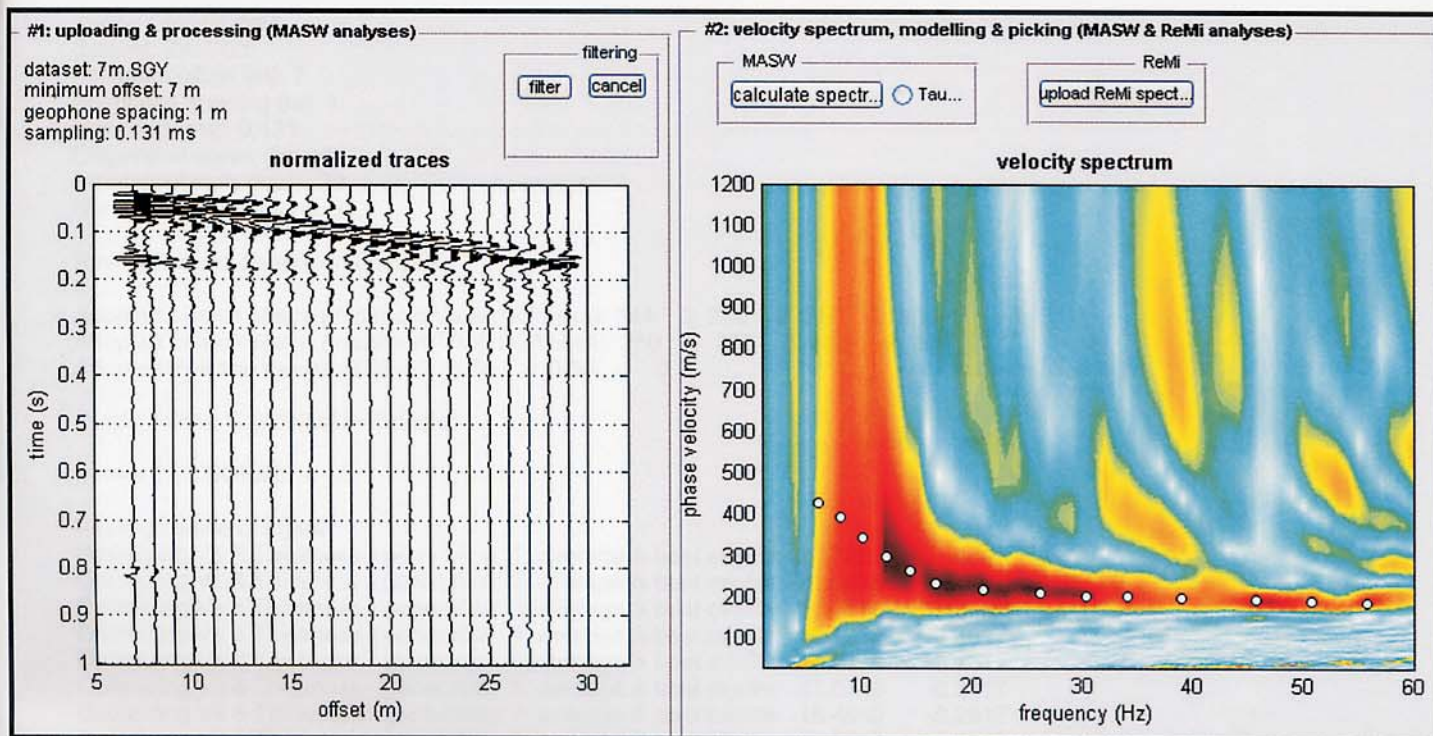 #1: uploading & processing (MASW analyses)
dataset: 7m.SGY
minimum offset: 7 m
geophone spacing: 1 m
sampling: 0.131 ms
filtering
filter
cancel
normalized traces
0
0.1
0.2
0.3
0.4
0.5
0.6
0.7
0.8
0.9
1
time (s)
5 10 15 20 25 30 35
offset (m)
#2: velocity spectrum, modelling & picking (MASW & ReMi analyses)
MASW
calculate spectr...
Tau...
ReMi
upload ReMi spect...
velocity spectrum
1200
1100
1000
900
800
700
600
500
400
300
200
100
phase velocity (m/s)
10 20 30 40 50 60
frequency (Hz)